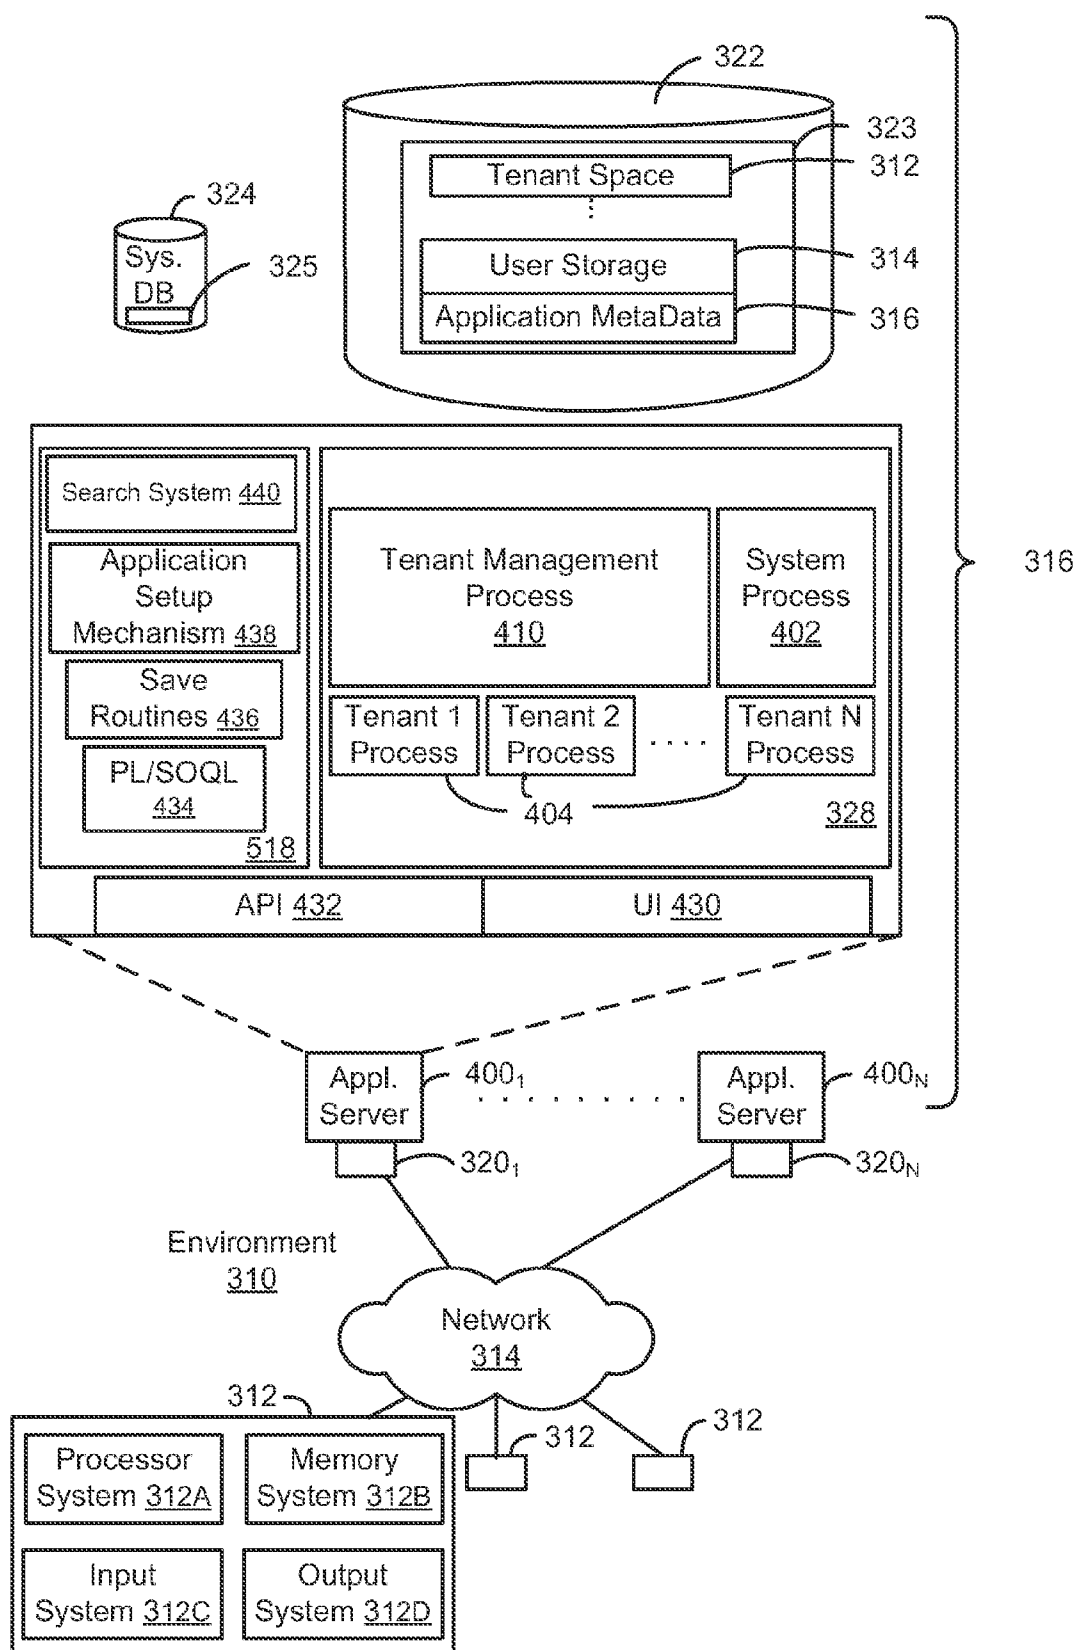 322
323
Tenant Space
312
324
Sys.
DB
325
User Storage
314
Application MetaData
316
316
Search System 440
Application
Setup
Mechanism 438
Save
Routines 436
PL/SOQL
434
518
Tenant Management
Process
410
System
Process
402
Tenant 1
Process
Tenant 2
Process
Tenant N
Process
404
328
API 432
UI 430
Appl.
Server
400₁
Appl.
Server
400N
320₁
320N
Environment
310
Network
314
312
312
312
Processor
System 312A
Memory
System 312B
Input
System 312C
Output
System 312D